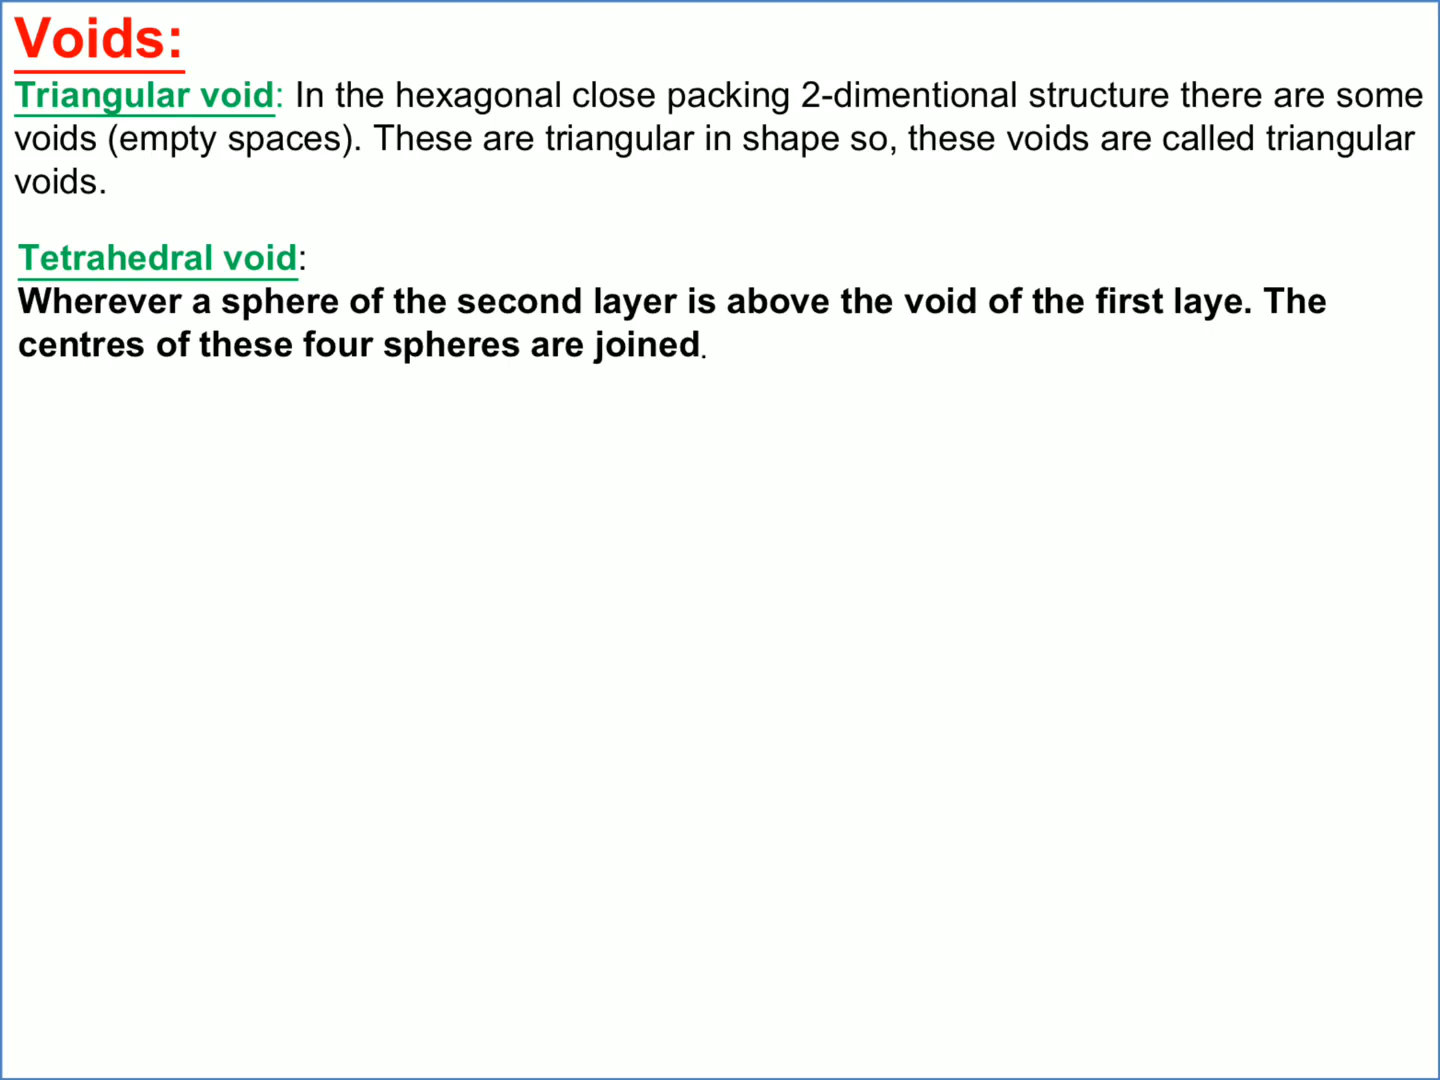 Voids:
Triangular void: In the hexagonal close packing 2-dimentional structure there are some
voids (empty spaces). These are triangular in shape so, these voids are called triangular
voids.
Tetrahedral void:
Wherever a sphere of the second layer is above the void of the first laye. The
centres of these four spheres are joined.